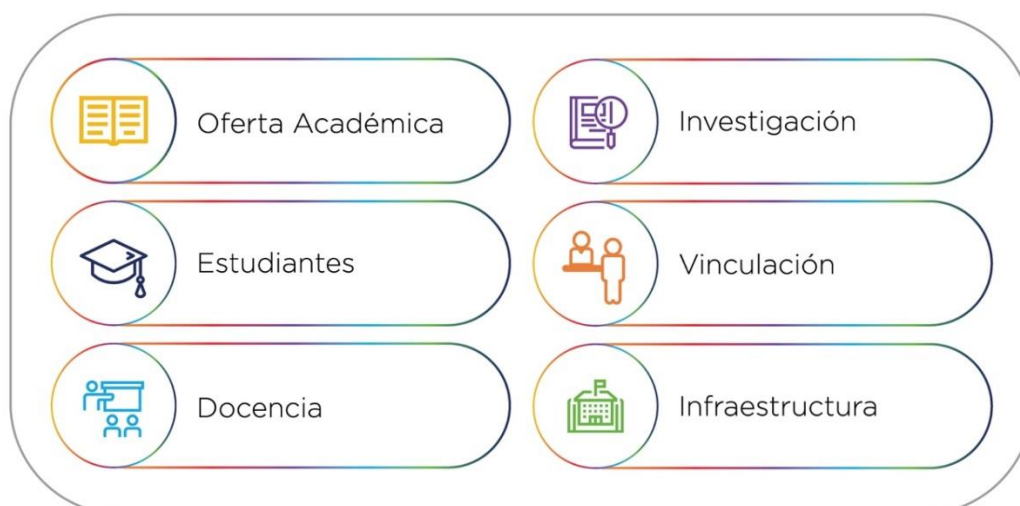 Oferta Académica
Investigación
Estudiantes
Vinculación
Docencia
Infraestructura